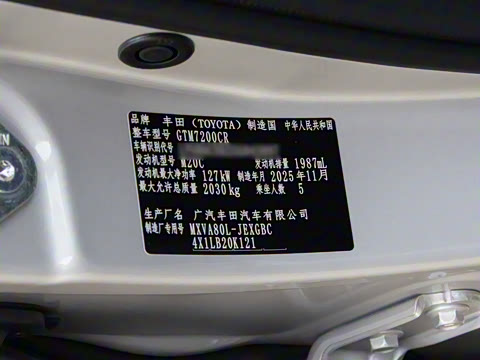 品牌 丰田（TOYOTA）制造国 中华人民共和国
整车型号 GTM7200CR
车辆识别代号
发动机型号 M20C 发动机排量 1987mL
发动机最大净功率 127kW 制造年月 2025年11月
最大允许总质量 2030kg 乘坐人数 5
生产厂名 广汽丰田汽车有限公司
制造厂专用号 MXVA80L-JEXGBC
4X1LB20K121